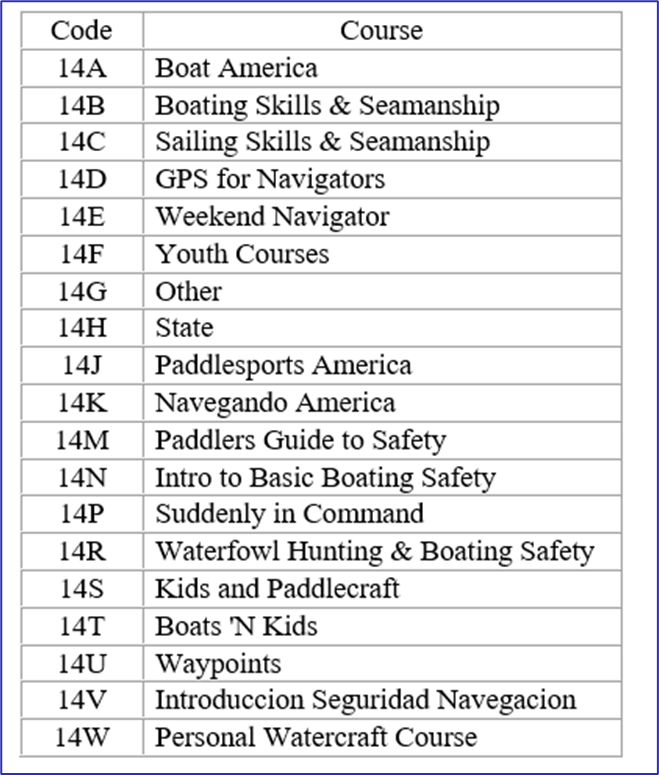 Code Course
14A Boat America
14B Boating Skills & Seamanship
14C Sailing Skills & Seamanship
14D GPS for Navigators
14E Weekend Navigator
14F Youth Courses
14G Other
14H State
14J Paddlesports America
14K Navegando America
14M Paddlers Guide to Safety
14N Intro to Basic Boating Safety
14P Suddenly in Command
14R Waterfowl Hunting & Boating Safety
14S Kids and Paddlecraft
14T Boats 'N Kids
14U Waypoints
14V Introduccion Seguridad Navegacion
14W Personal Watercraft Course